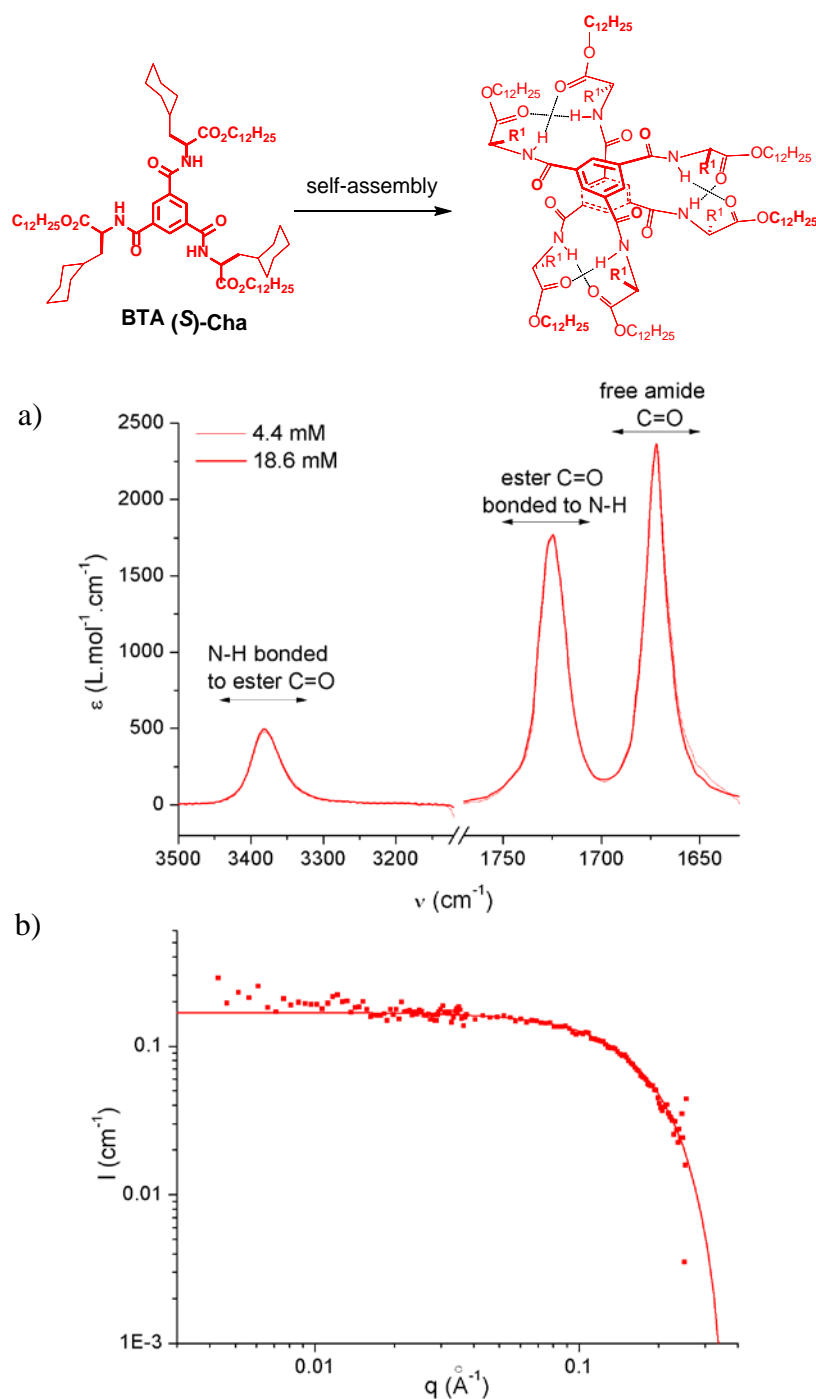 C12H25
O
O
O
R1
OC12H25
O
H
N
H
R1
N
O
O
O
N
H
R1
OC12H25
O
O
O
O
H
N
R1
O
OC12H25
N
H
H
N
R1
R1
O
O
O
O
OC12H25
OC12H25
CO2C12H25
NH
O
C12H25O2C
H
N
O
O
NH
CO2C12H25
self-assembly
BTA (S)-Cha
a)
free amide
C=O
4.4 mM
18.6 mM
ester C=O
bonded to N-H
N-H bonded
to ester C=O
ε (L.mol-1.cm-1)
2500
2000
1500
1000
500
0
3500 3400 3300 3200 1750 1700 1650
ν (cm-1)
b)
I (cm-1)
0.1
0.01
1E-3
0.01 0.1
q (Å-1)